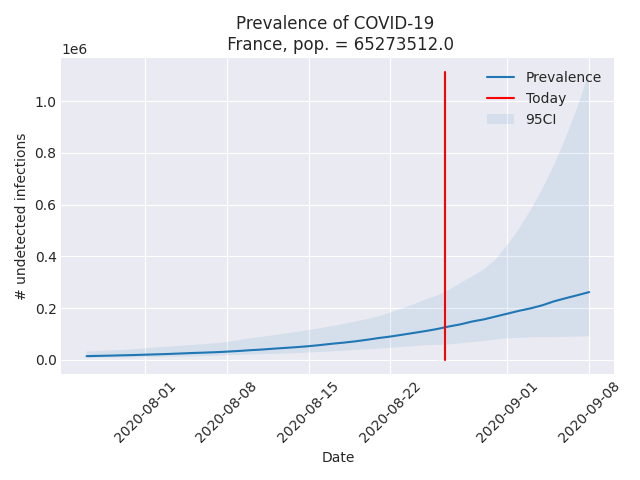 Prevalence of COVID-19
France, pop. = 65273512.0
1e6
Prevalence
Today
95CI
1.0
0.8
0.6
0.4
0.2
0.0
# undetected infections
2020-08-01
2020-08-08
2020-08-15
2020-08-22
2020-09-01
2020-09-08
Date